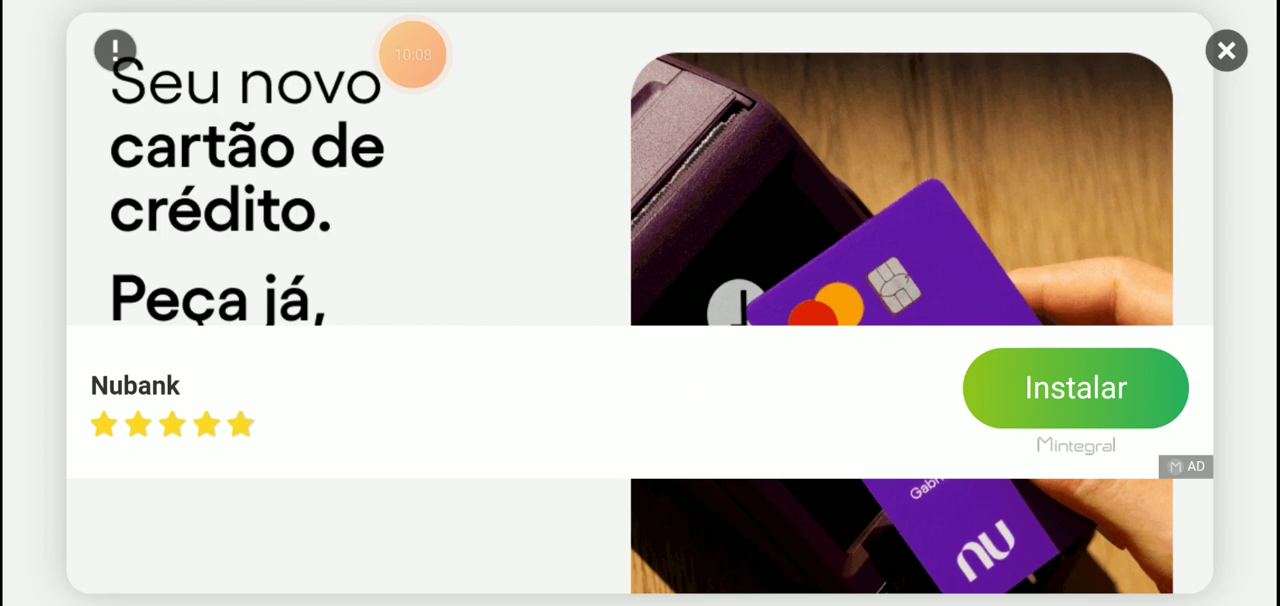 !
10:08
Seu novo
cartão de
crédito.
Peça já,
Nubank
Instalar
Mintegral
AD
nu